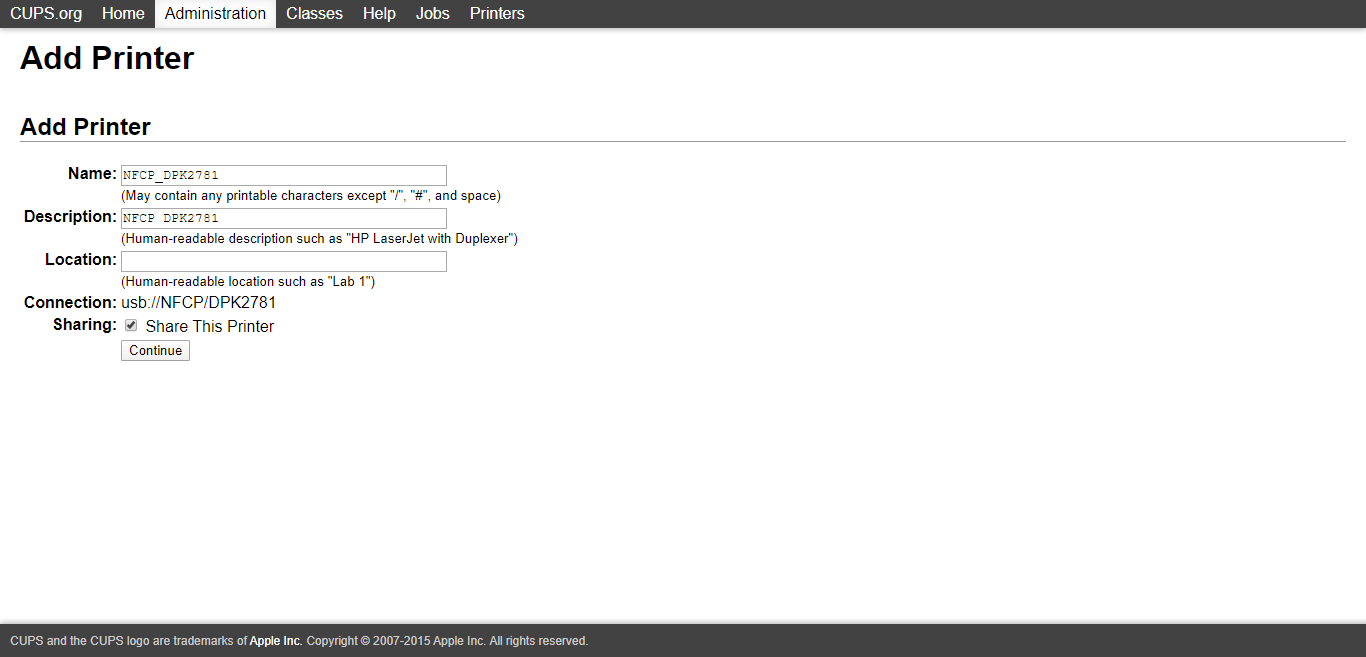 CUPS.org Home Administration Classes Help Jobs Printers
Add Printer
Add Printer
Name: NFCP_DPK2781
(May contain any printable characters except "/", "#", and space)
Description: NFCP DPK2781
(Human-readable description such as "HP LaserJet with Duplexer")
Location:
(Human-readable location such as "Lab 1")
Connection: usb://NFCP/DPK2781
Sharing: Share This Printer
Continue
CUPS and the CUPS logo are trademarks of Apple Inc. Copyright © 2007-2015 Apple Inc. All rights reserved.